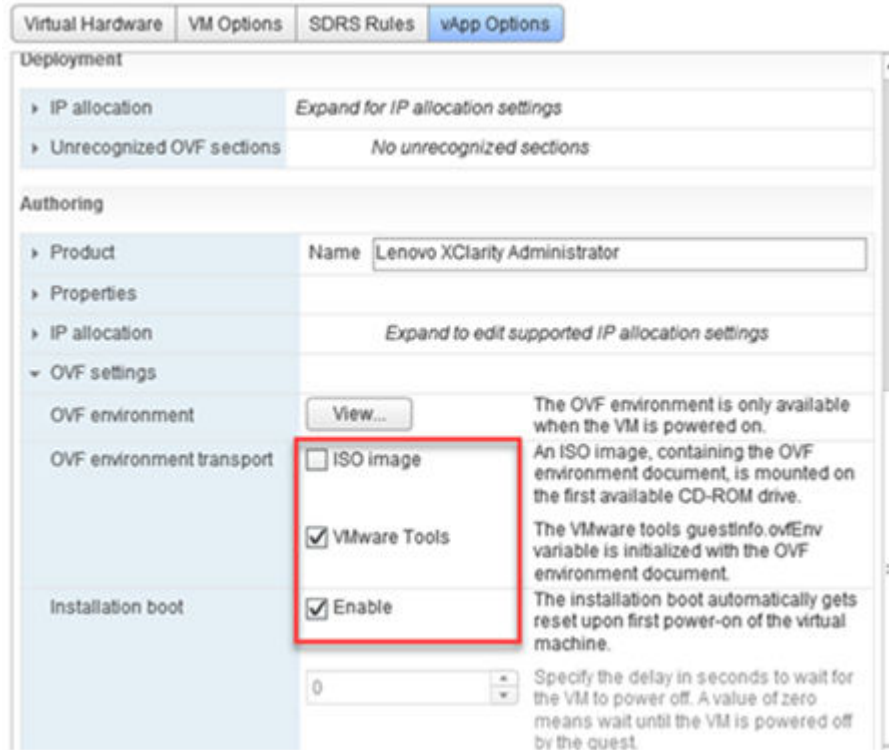 Virtual Hardware VM Options SDRS Rules vApp Options
Deployment
IP allocation Expand for IP allocation settings
Unrecognized OVF sections No unrecognized sections
Authoring
Product Name Lenovo XClarity Administrator
Properties
IP allocation Expand to edit supported IP allocation settings
OVF settings
OVF environment View... The OVF environment is only available
when the VM is powered on.
OVF environment transport ISO image An ISO image, containing the OVF
environment document, is mounted on
the first available CD-ROM drive.
VMware Tools The VMware tools guestInfo.ovfEnv
variable is initialized with the OVF
environment document.
Installation boot Enable The installation boot automatically gets
reset upon first power-on of the virtual
machine.
0 Specify the delay in seconds to wait for
the VM to power off. A value of zero
means wait until the VM is powered off
by the guest.